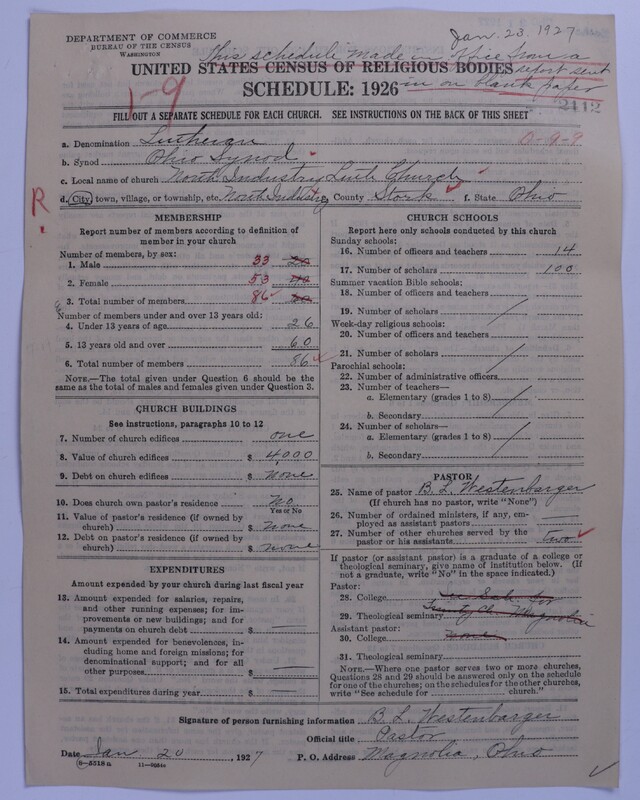 DEPARTMENT OF COMMERCE
BUREAU OF THE CENSUS
WASHINGTON
Jan. 23, 1927
This schedule made in office from a
report sent
in on blank paper
UNITED STATES CENSUS OF RELIGIOUS BODIES
SCHEDULE: 1926
1-9
2112
FILL OUT A SEPARATE SCHEDULE FOR EACH CHURCH. SEE INSTRUCTIONS ON THE BACK OF THIS SHEET
a. Denomination Lutheran
0-9-9
b. Synod Ohio Synod
c. Local name of church North Industry Luth Church
R
d. City, town, village, or township, etc. North Industry County Stark f. State Ohio
MEMBERSHIP
Report number of members according to definition of member in your church
Number of members, by sex:
1. Male 33
2. Female 53
3. Total number of members 86
Number of members under and over 13 years old:
4. Under 13 years of age 26
5. 13 years old and over 60
6. Total number of members 86
NOTE.—The total given under Question 6 should be the
same as the total of males and females given under Question 3.
CHURCH BUILDINGS
See instructions, paragraphs 10 to 12
7. Number of church edifices one
8. Value of church edifices $ 4000
9. Debt on church edifices $ none
10. Does church own pastor's residence No
Yes or No
11. Value of pastor's residence (if owned by
church) $ none
12. Debt on pastor's residence (if owned by
church) $ none
EXPENDITURES
Amount expended by your church during last fiscal year
13. Amount expended for salaries, repairs,
and other running expenses; for im-
provements or new buildings; and for
payments on church debt $
14. Amount expended for benevolences, in-
cluding home and foreign missions; for
denominational support; and for all
other purposes $
15. Total expenditures during year $
CHURCH SCHOOLS
Report here only schools conducted by this church
Sunday schools:
16. Number of officers and teachers 14
17. Number of scholars 100
Summer vacation Bible schools:
18. Number of officers and teachers
19. Number of scholars
Week-day religious schools:
20. Number of officers and teachers
21. Number of scholars
Parochial schools:
22. Number of administrative officers
23. Number of teachers—
a. Elementary (grades 1 to 8)
b. Secondary
24. Number of scholars—
a. Elementary (grades 1 to 8)
b. Secondary
PASTOR
25. Name of pastor B. L. Westenbarger
(If church has no pastor, write "None")
26. Number of ordained ministers, if any, em-
ployed as assistant pastors
27. Number of other churches served by the
pastor or his assistants two
If pastor (or assistant pastor) is a graduate of a college or
theological seminary, give name of institution below. (If
not a graduate, write "No" in the space indicated.)
Pastor:
28. College See Sch. for
29. Theological seminary Trinity Ch. Magnolia
Assistant pastor:
30. College none
31. Theological seminary
NOTE.—Where one pastor serves two or more churches,
Questions 28 and 29 should be answered only on the schedule
for one of the churches; on the schedules for the other churches,
write "See schedule for church."
Signature of person furnishing information B. L. Westenbarger
Official title Pastor
Date Jan 20, 1927 P. O. Address Magnolia, Ohio
6-5518a 11-9054a